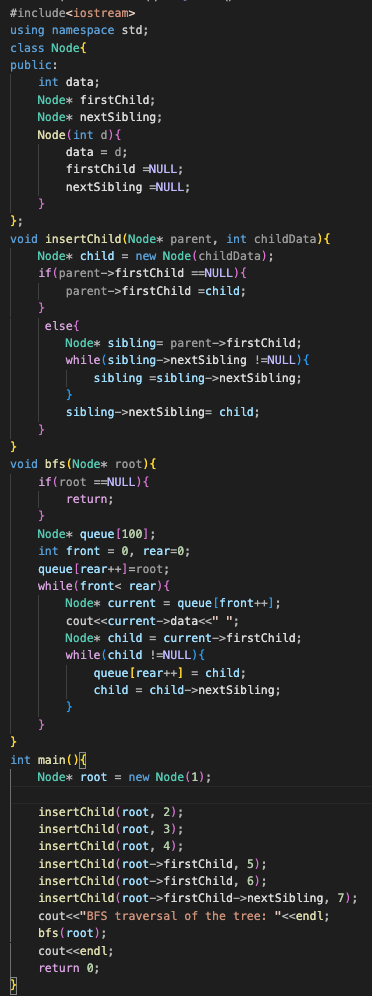 #include<iostream>
using namespace std;
class Node{
public:
    int data;
    Node* firstChild;
    Node* nextSibling;
    Node(int d){
        data = d;
        firstChild =NULL;
        nextSibling =NULL;
    }
};
void insertChild(Node* parent, int childData){
    Node* child = new Node(childData);
    if(parent->firstChild ==NULL){
        parent->firstChild =child;
    }
     else{
        Node* sibling= parent->firstChild;
        while(sibling->nextSibling !=NULL){
            sibling =sibling->nextSibling;
        }
        sibling->nextSibling= child;
    }
}
void bfs(Node* root){
    if(root ==NULL){
        return;
    }
    Node* queue[100];
    int front = 0, rear=0;
    queue[rear++]=root;
    while(front< rear){
        Node* current = queue[front++];
        cout<<current->data<<" ";
        Node* child = current->firstChild;
        while(child !=NULL){
            queue[rear++] = child;
            child = child->nextSibling;
        }
    }
}
int main(){
    Node* root = new Node(1);

    insertChild(root, 2);
    insertChild(root, 3);
    insertChild(root, 4);
    insertChild(root->firstChild, 5);
    insertChild(root->firstChild, 6);
    insertChild(root->firstChild->nextSibling, 7);
    cout<<"BFS traversal of the tree: "<<endl;
    bfs(root);
    cout<<endl;
    return 0;
}